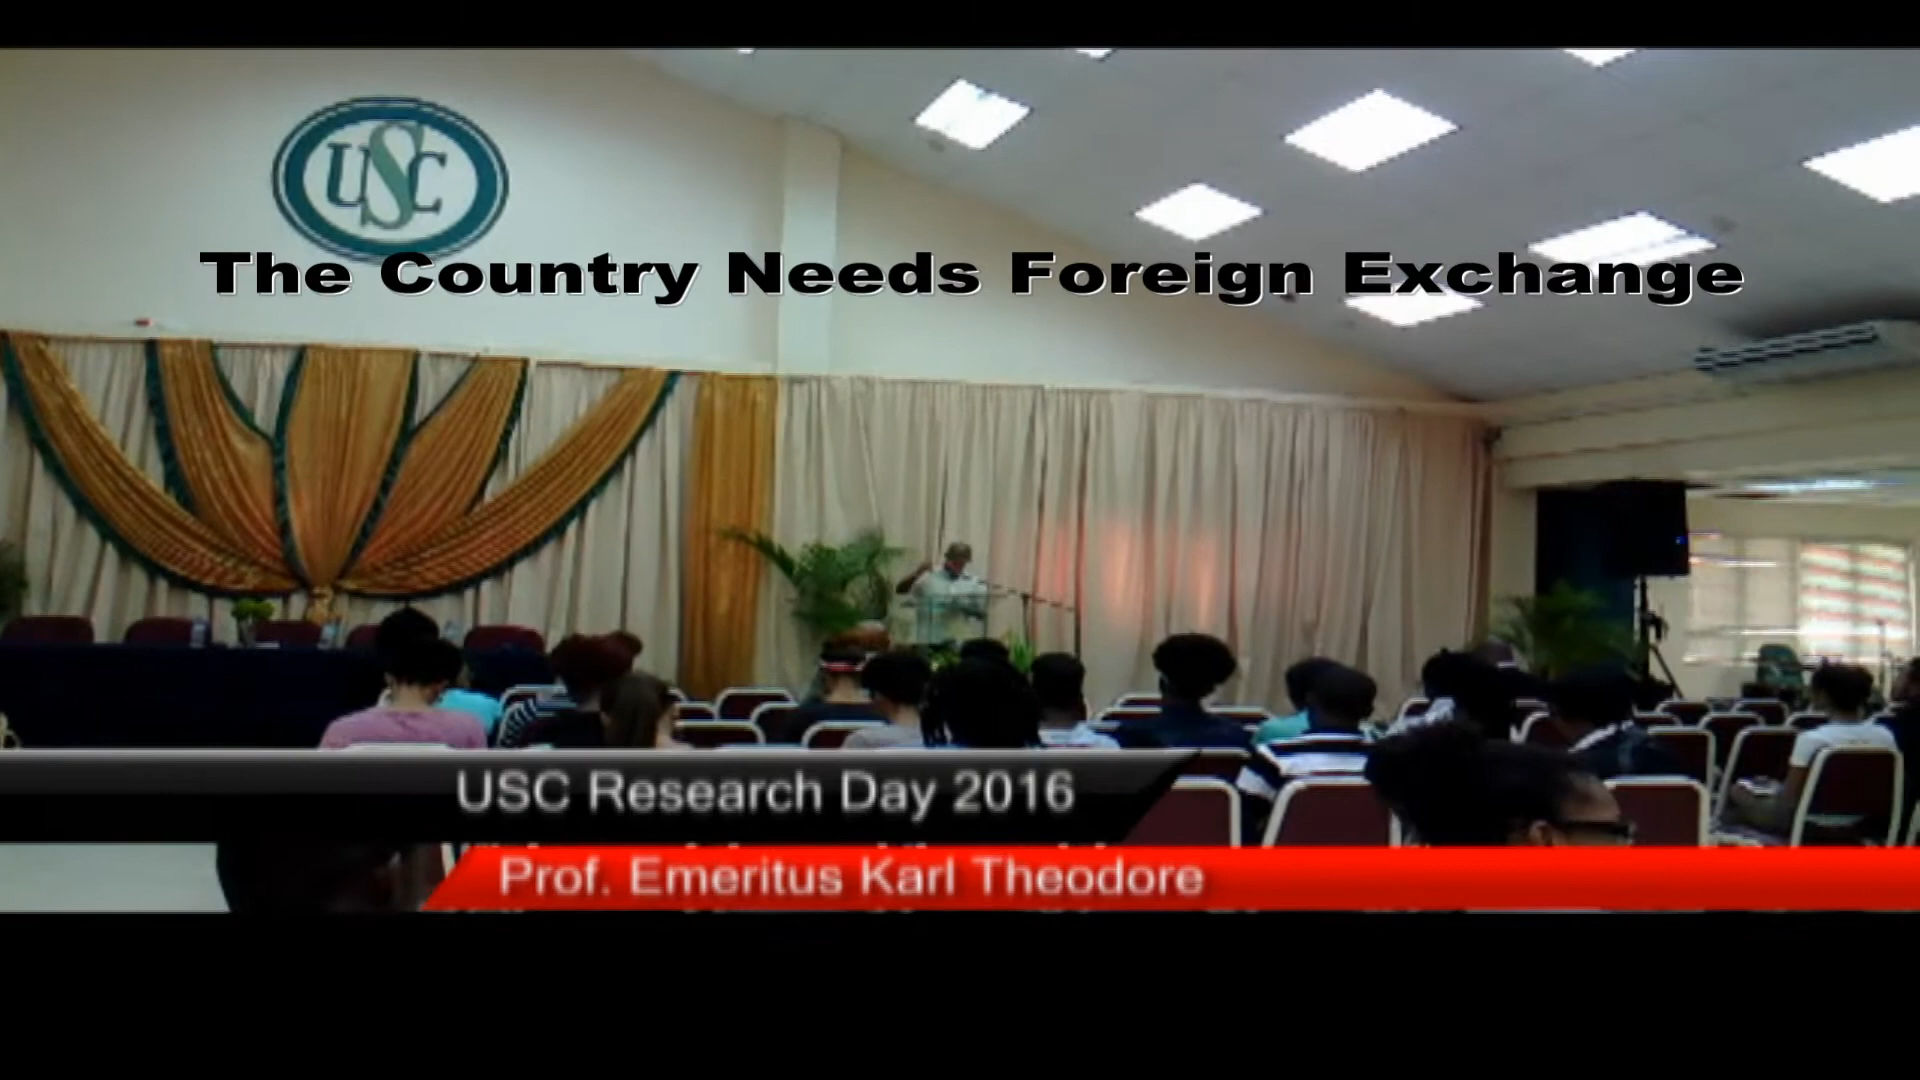 USC
The Country Needs Foreign Exchange
USC Research Day 2016
Prof. Emeritus Karl Theodore